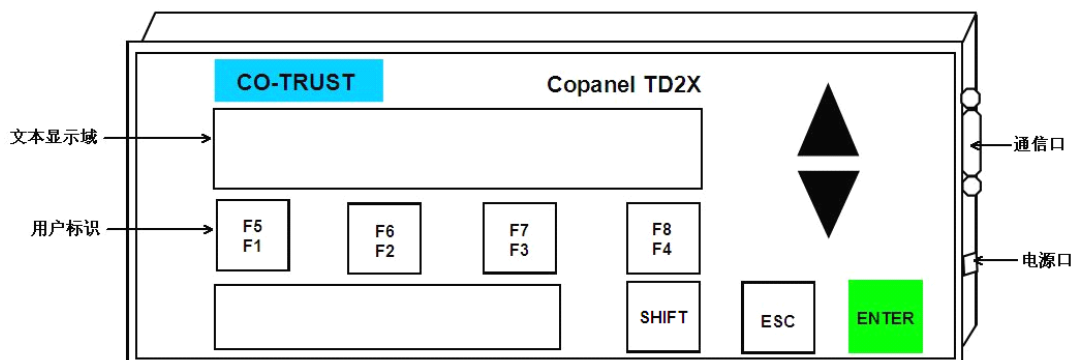 CO-TRUST
Copanel TD2X
文本显示域
通信口
用户标识
F5
F1
F6
F2
F7
F3
F8
F4
电源口
SHIFT
ESC
ENTER